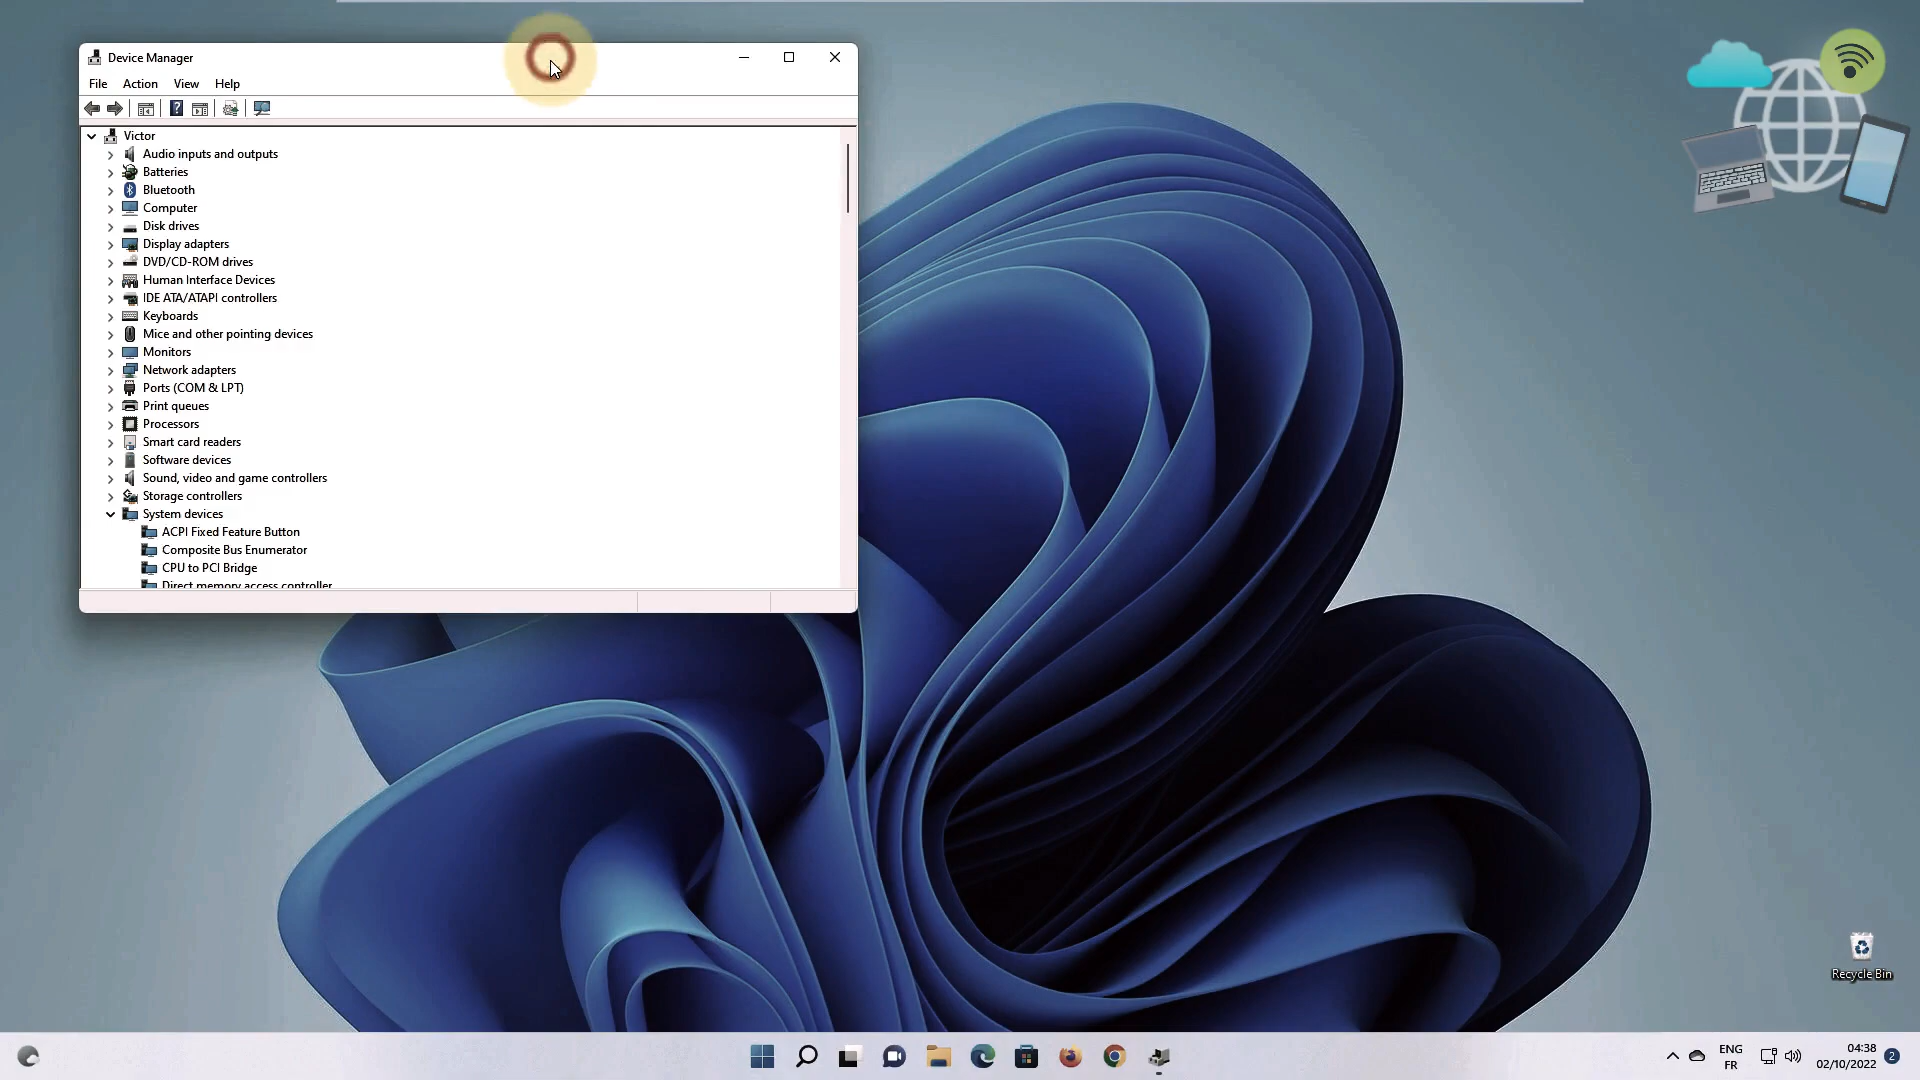 Device Manager
File Action View Help
Victor
Audio inputs and outputs
Batteries
Bluetooth
Computer
Disk drives
Display adapters
DVD/CD-ROM drives
Human Interface Devices
IDE ATA/ATAPI controllers
Keyboards
Mice and other pointing devices
Monitors
Network adapters
Ports (COM & LPT)
Print queues
Processors
Smart card readers
Software devices
Sound, video and game controllers
Storage controllers
System devices
ACPI Fixed Feature Button
Composite Bus Enumerator
CPU to PCI Bridge
Direct memory access controller
Recycle Bin
ENG
FR
04:38
02/10/2022
2